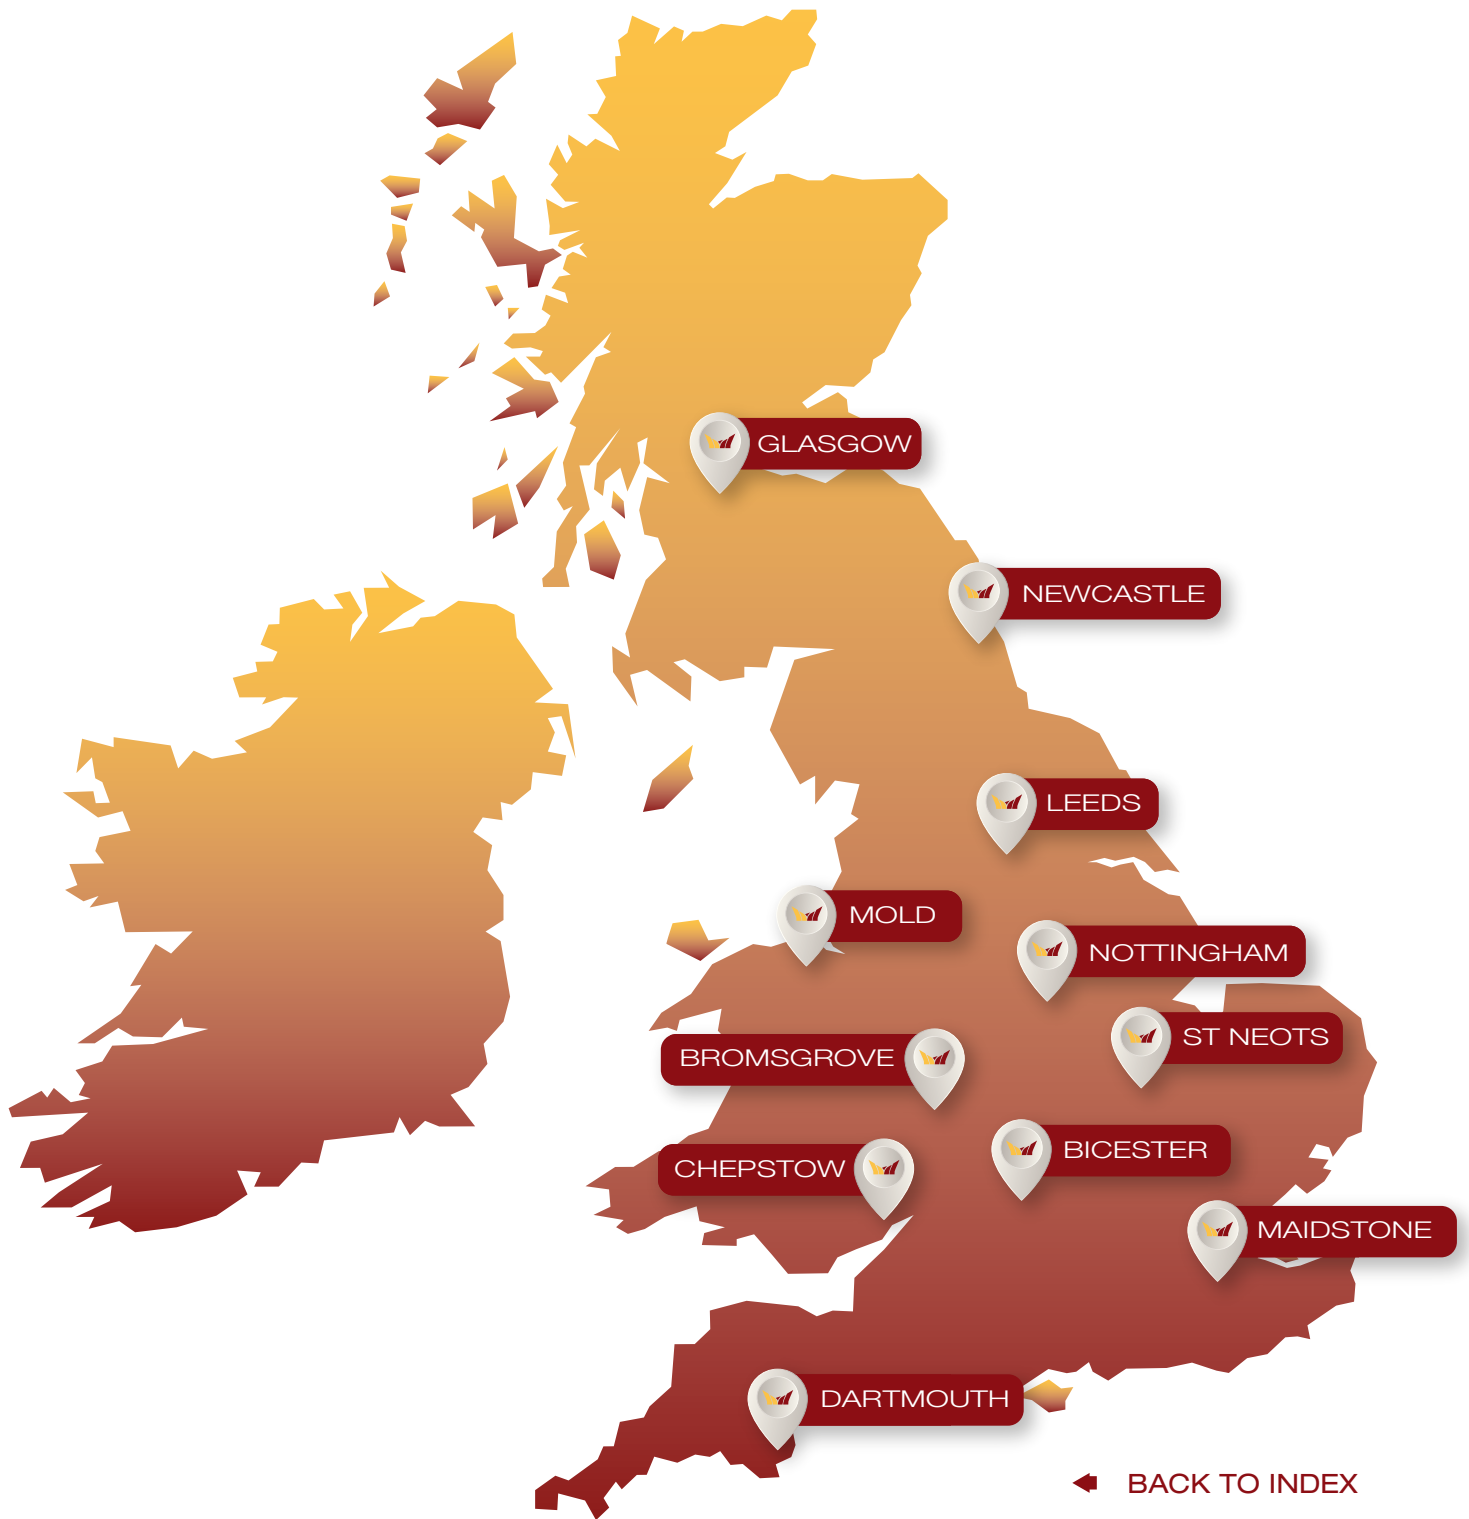 GLASGOW
NEWCASTLE
LEEDS
MOLD
NOTTINGHAM
ST NEOTS
BROMSGROVE
BICESTER
CHEPSTOW
MAIDSTONE
DARTMOUTH
BACK TO INDEX